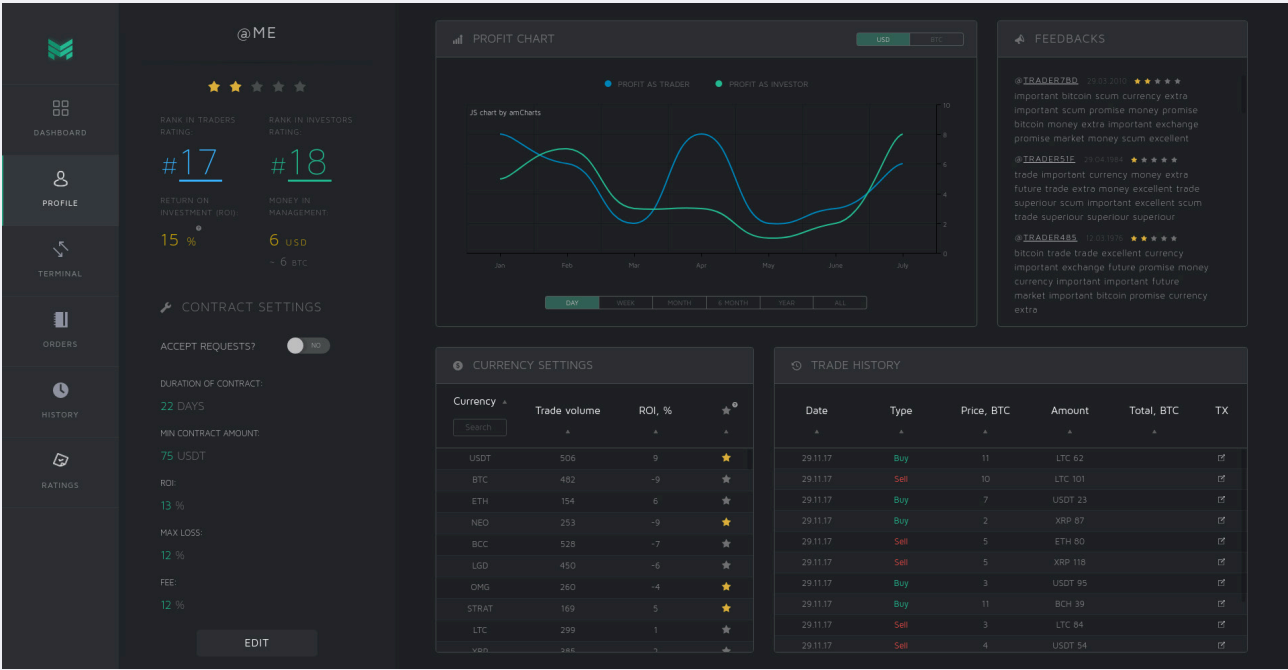 DASHBOARD
PROFILE
TERMINAL
ORDERS
HISTORY
RATINGS
@ME
RANK IN TRADERS RATING:
#17
RANK IN INVESTORS RATING:
#18
RETURN ON INVESTMENT (ROI):
15 %
MONEY IN MANAGEMENT:
6 USD
~ 6 BTC
CONTRACT SETTINGS
ACCEPT REQUESTS? NO
DURATION OF CONTRACT:
22 DAYS
MIN CONTRACT AMOUNT:
75 USDT
ROI:
13 %
MAX LOSS:
12 %
FEE:
12 %
EDIT
PROFIT CHART USD BTC
PROFIT AS TRADER PROFIT AS INVESTOR
JS chart by amCharts
10
8
6
4
2
0
Jan Feb Mar Apr May June July
DAY WEEK MONTH 6 MONTH YEAR ALL
FEEDBACKS
@TRADER7BD 29.03.2010
important bitcoin scum currency extra
important scum promise money promise
bitcoin money extra important exchange
promise market money scum excellent
@TRADER51F 29.04.1984
trade important currency money extra
future trade extra money excellent trade
superiour scum important excellent scum
trade superiour superiour superiour
@TRADER485 12.03.1976
bitcoin trade trade excellent currency
important exchange future promise money
currency important important future
market important bitcoin promise currency
extra
CURRENCY SETTINGS
Currency Trade volume ROI, %
Search
USDT 506 9
BTC 482 -9
ETH 154 6
NEO 253 -9
BCC 528 -7
LGD 450 -6
OMG 260 -4
STRAT 169 5
LTC 299 1
XRP 385 2
TRADE HISTORY
Date Type Price, BTC Amount Total, BTC TX
29.11.17 Buy 11 LTC 62
29.11.17 Sell 10 LTC 101
29.11.17 Buy 7 USDT 23
29.11.17 Buy 2 XRP 87
29.11.17 Sell 5 ETH 80
29.11.17 Sell 5 XRP 118
29.11.17 Buy 3 USDT 95
29.11.17 Buy 11 BCH 39
29.11.17 Sell 3 LTC 84
29.11.17 Sell 4 USDT 54